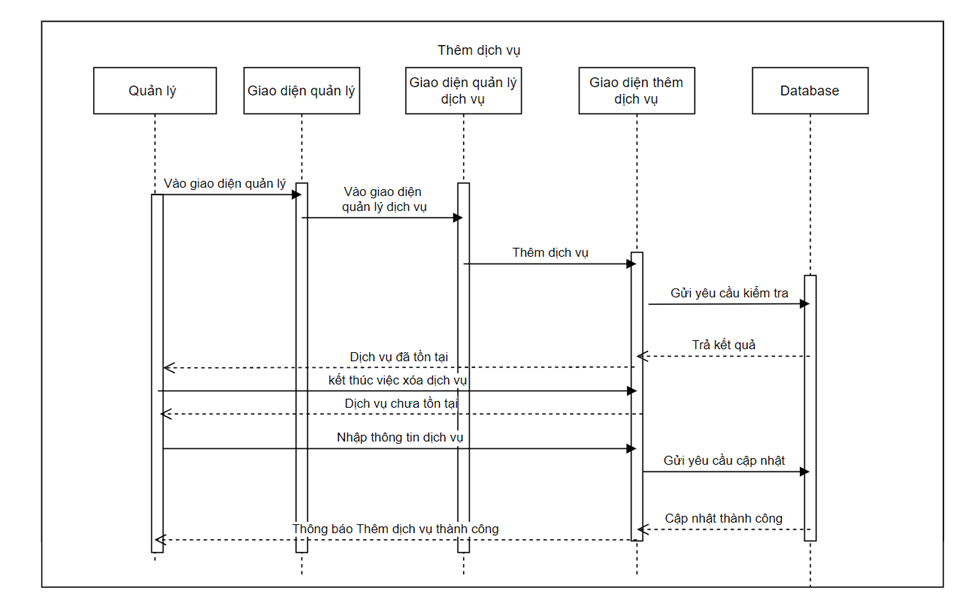 Thêm dịch vụ
Quản lý
Giao diện quản lý
Giao diện quản lý
dịch vụ
Giao diện thêm
dịch vụ
Database
Vào giao diện quản lý
Vào giao diện
quản lý dịch vụ
Thêm dịch vụ
Gửi yêu cầu kiểm tra
Trả kết quả
Dịch vụ đã tồn tại
kết thúc việc xóa dịch vụ
Dịch vụ chưa tồn tại
Nhập thông tin dịch vụ
Gửi yêu cầu cập nhật
Cập nhật thành công
Thông báo Thêm dịch vụ thành công